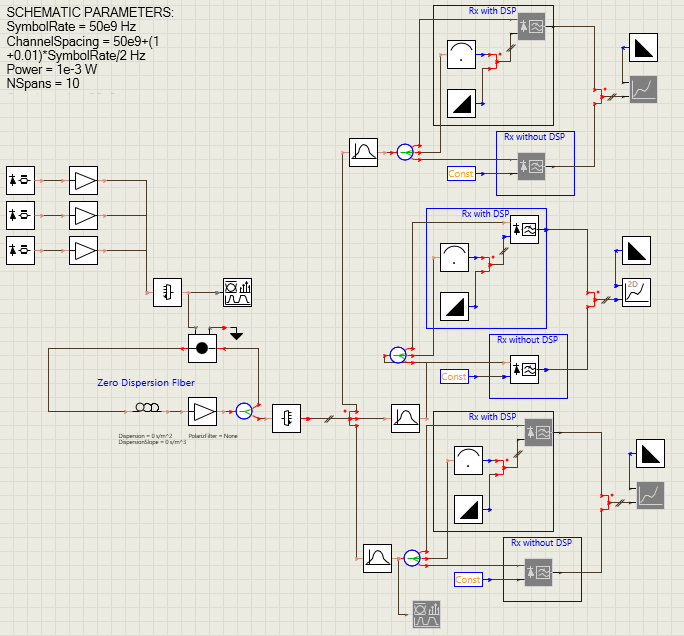 SCHEMATIC PARAMETERS:
SymbolRate = 50e9 Hz
ChannelSpacing = 50e9+(1
+0.01)*SymbolRate/2 Hz
Power = 1e-3 W
NSpans = 10
Rx with DSP
Rx without DSP
Const
Rx with DSP
2D
Rx without DSP
Const
Zero Dispersion FIber
Dispersion = 0 s/m^2
DispersionSlope = 0 s/m^3
PolarizFilter = None
Rx with DSP
Rx without DSP
Const